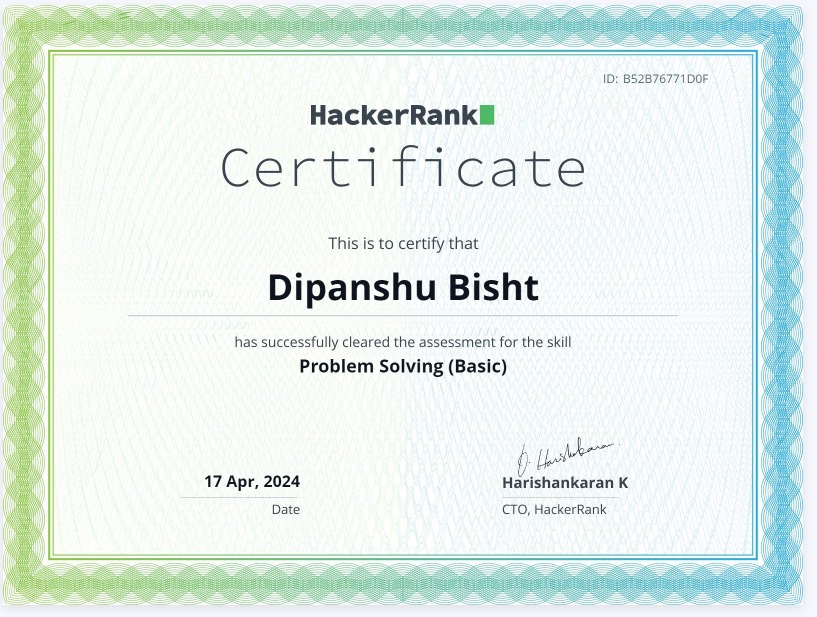 ID: B52B76771D0F
HackerRank
Certificate
This is to certify that
Dipanshu Bisht
has successfully cleared the assessment for the skill
Problem Solving (Basic)
17 Apr, 2024
Date
D. Harishankaran
Harishankaran K
CTO, HackerRank